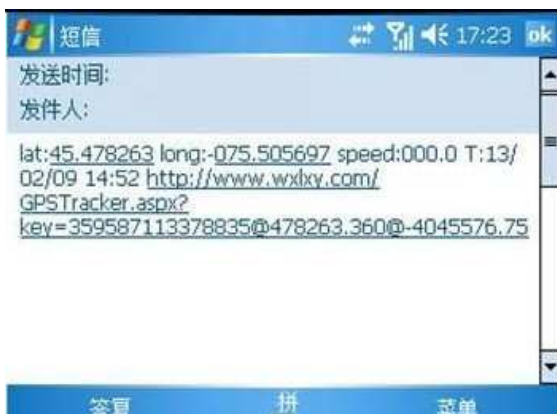 短信 17:23 ok
发送时间:
发件人:
lat:45.478263 long:-075.505697 speed:000.0 T:13/
02/09 14:52 http://www.wxlxy.com/
GPSTracker.aspx?
key=359587113378835@478263.360@-4045576.75
答复 拼 菜单